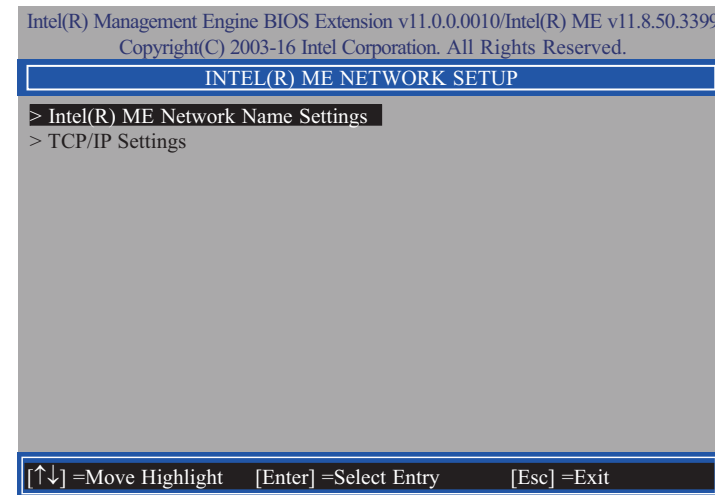 Intel(R) Management Engine BIOS Extension v11.0.0.0010/Intel(R) ME v11.8.50.3399
Copyright(C) 2003-16 Intel Corporation. All Rights Reserved.
INTEL(R) ME NETWORK SETUP
> Intel(R) ME Network Name Settings
> TCP/IP Settings
[↑↓] =Move Highlight [Enter] =Select Entry [Esc] =Exit